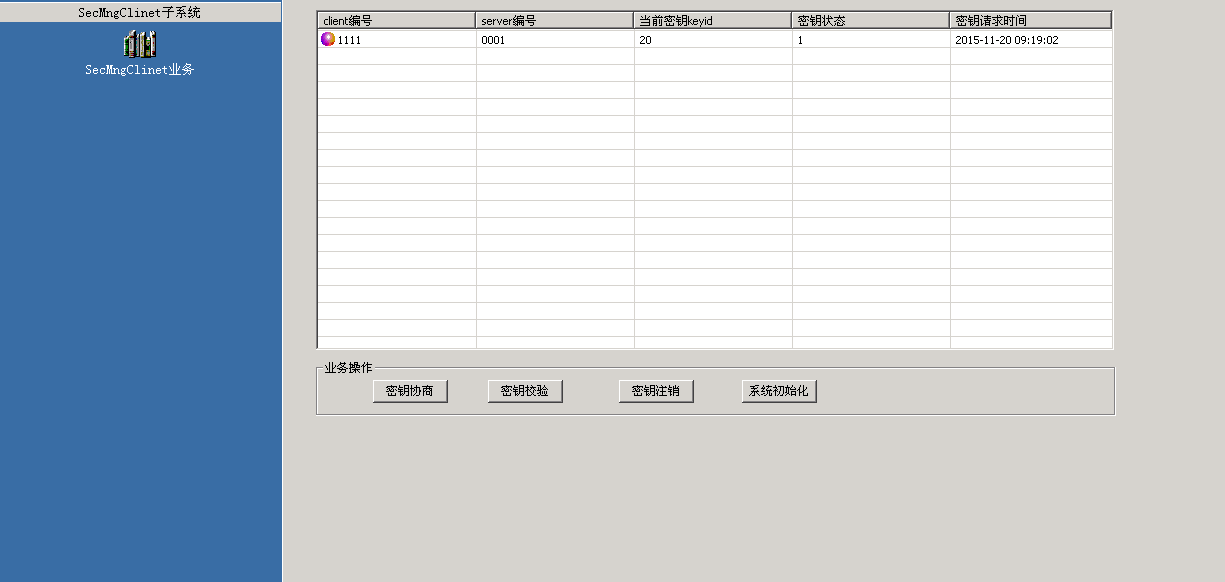 SecMngClinet子系统
SecMngClinet业务
client编号 server编号 当前密钥keyid 密钥状态 密钥请求时间
1111 0001 20 1 2015-11-20 09:19:02
业务操作
密钥协商 密钥校验 密钥注销 系统初始化